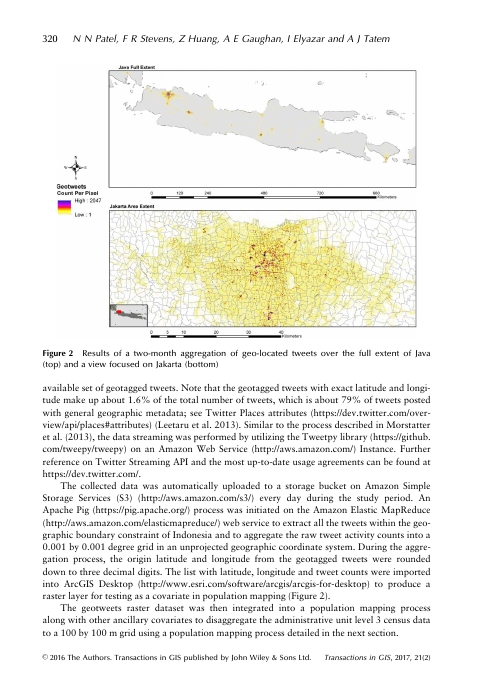 320 N N Patel, F R Stevens, Z Huang, A E Gaughan, I Elyazar and A J Tatem
Java Full Extent
N
W
E
S
Geotweets
Count Per Pixel
High : 2047
Low : 1
0 120 240 480 720 960
Kilometers
Jakarta Area Extent
0 5 10 20 30 40
Kilometers
Figure 2 Results of a two-month aggregation of geo-located tweets over the full extent of Java
(top) and a view focused on Jakarta (bottom)
available set of geotagged tweets. Note that the geotagged tweets with exact latitude and longi-
tude make up about 1.6% of the total number of tweets, which is about 79% of tweets posted
with general geographic metadata; see Twitter Places attributes (https://dev.twitter.com/over-
view/api/places#attributes) (Leetaru et al. 2013). Similar to the process described in Morstatter
et al. (2013), the data streaming was performed by utilizing the Tweetpy library (https://github.
com/tweepy/tweepy) on an Amazon Web Service (http://aws.amazon.com/) Instance. Further
reference on Twitter Streaming API and the most up-to-date usage agreements can be found at
https://dev.twitter.com/.
The collected data was automatically uploaded to a storage bucket on Amazon Simple
Storage Services (S3) (http://aws.amazon.com/s3/) every day during the study period. An
Apache Pig (https://pig.apache.org/) process was initiated on the Amazon Elastic MapReduce
(http://aws.amazon.com/elasticmapreduce/) web service to extract all the tweets within the geo-
graphic boundary constraint of Indonesia and to aggregate the raw tweet activity counts into a
0.001 by 0.001 degree grid in an unprojected geographic coordinate system. During the aggre-
gation process, the origin latitude and longitude from the geotagged tweets were rounded
down to three decimal digits. The list with latitude, longitude and tweet counts were imported
into ArcGIS Desktop (http://www.esri.com/software/arcgis/arcgis-for-desktop) to produce a
raster layer for testing as a covariate in population mapping (Figure 2).
The geotweets raster dataset was then integrated into a population mapping process
along with other ancillary covariates to disaggregate the administrative unit level 3 census data
to a 100 by 100 m grid using a population mapping process detailed in the next section.
© 2016 The Authors. Transactions in GIS published by John Wiley & Sons Ltd. Transactions in GIS, 2017, 21(2)